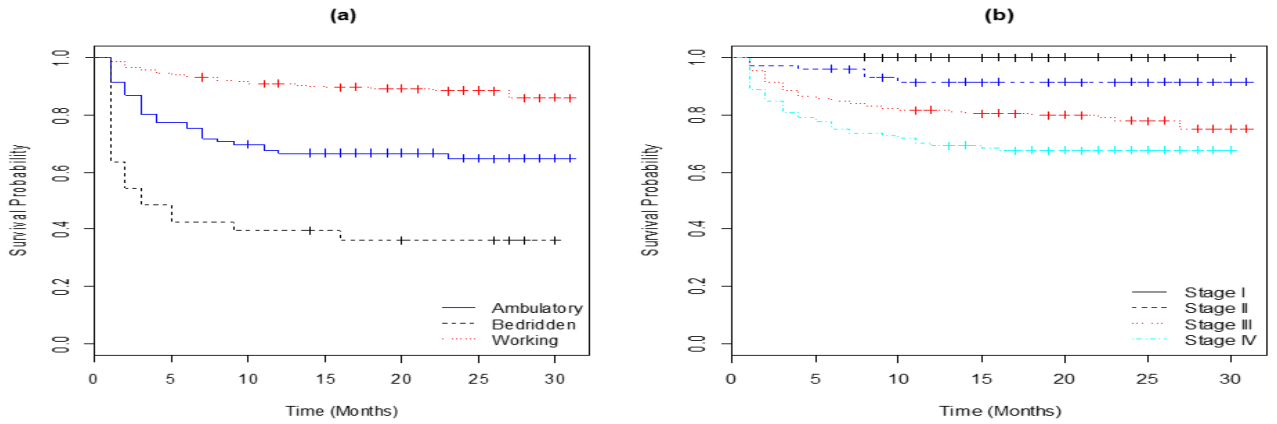 (a)
Survival Probability
1.0
0.8
0.6
0.4
0.2
0.0
0 5 10 15 20 25 30
Time (Months)
Ambulatory
Bedridden
Working
(b)
Survival Probability
1.0
0.8
0.6
0.4
0.2
0.0
0 5 10 15 20 25 30
Time (Months)
Stage I
Stage II
Stage III
Stage IV